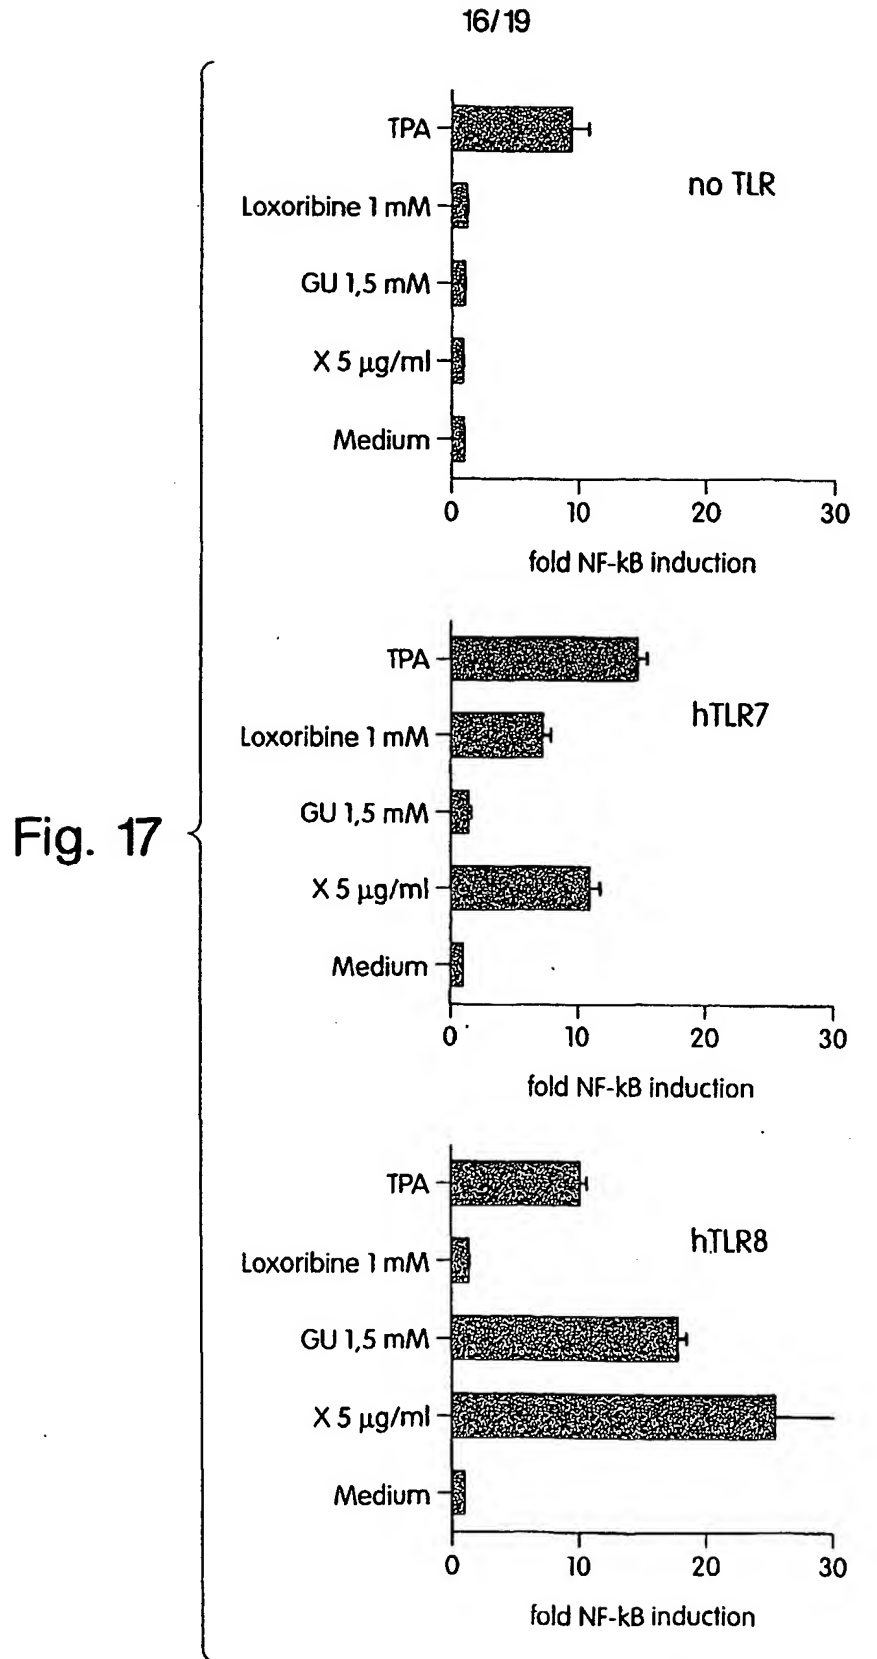 16/19
TPA
no TLR
Loxoribine 1 mM
GU 1,5 mM
X 5 µg/ml
Medium
0 10 20 30
fold NF-kB induction
TPA
hTLR7
Loxoribine 1 mM
GU 1,5 mM
Fig. 17
X 5 µg/ml
Medium
0 10 20 30
fold NF-kB induction
TPA
hTLR8
Loxoribine 1 mM
GU 1,5 mM
X 5 µg/ml
Medium
0 10 20 30
fold NF-kB induction